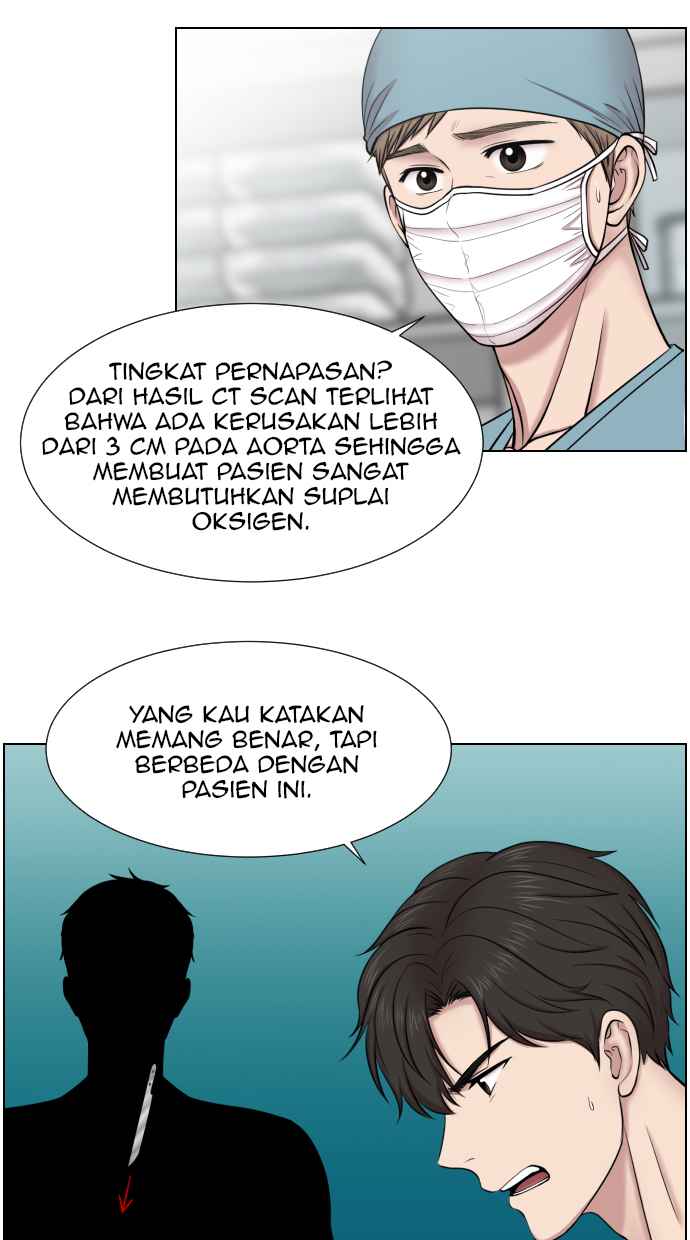 TINGKAT PERNAPASAN?
DARI HASIL CT SCAN TERLIHAT
BAHWA ADA KERUSAKAN LEBIH
DARI 3 CM PADA AORTA SEHINGGA
MEMBUAT PASIEN SANGAT
MEMBUTUHKAN SUPLAI
OKSIGEN.
YANG KAU KATAKAN
MEMANG BENAR, TAPI
BERBEDA DENGAN
PASIEN INI.